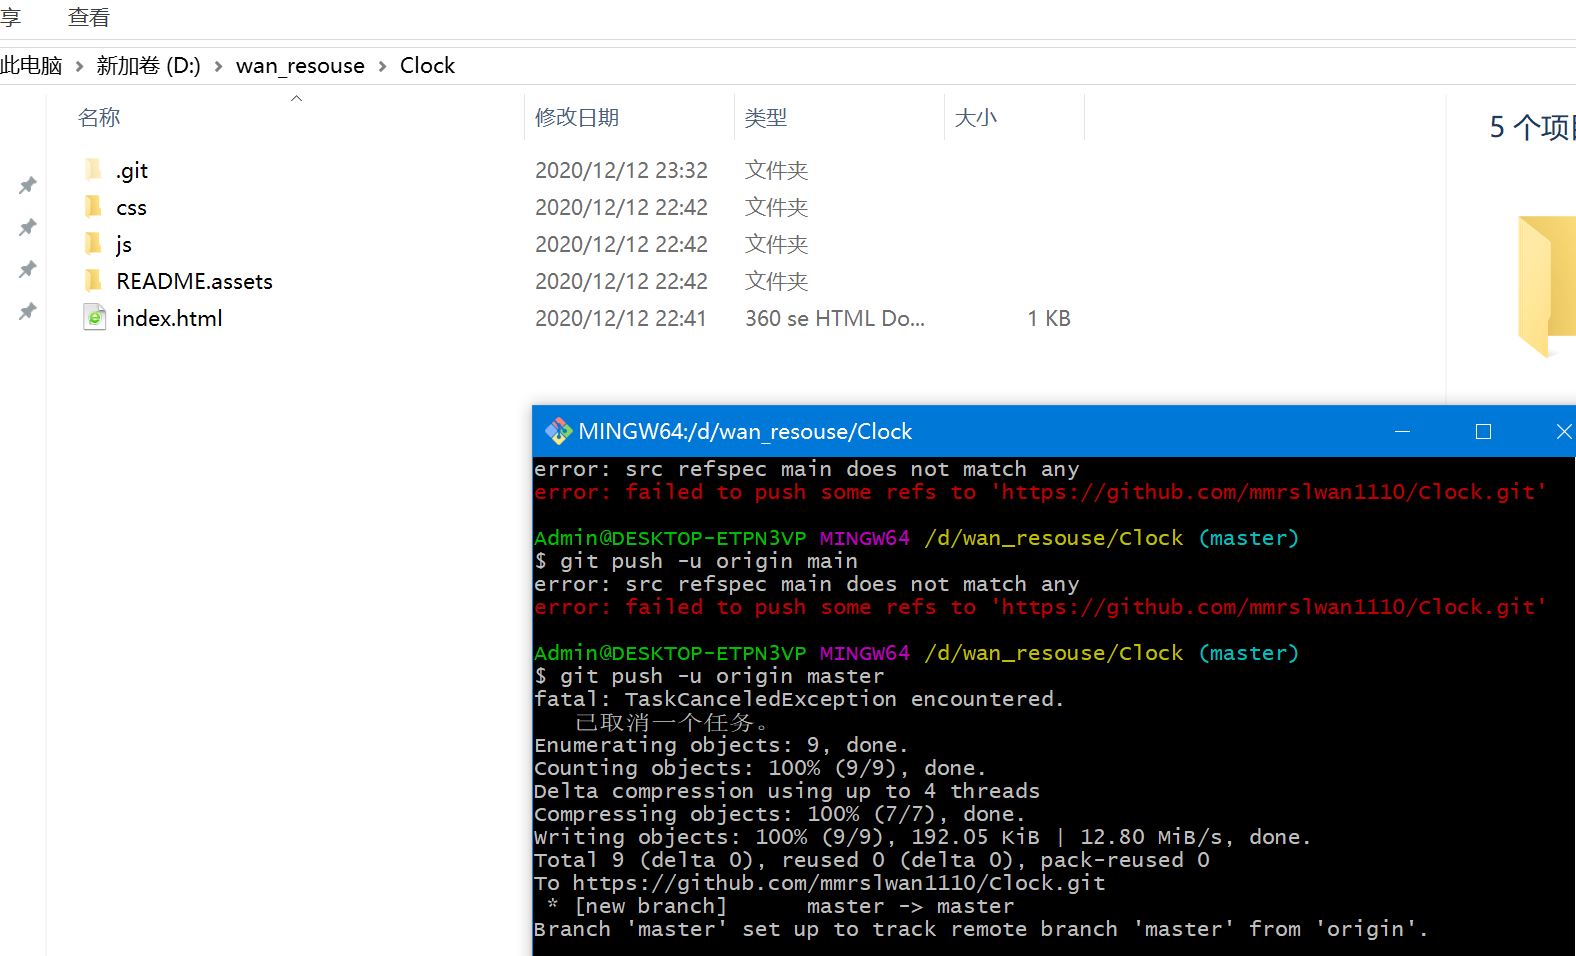 享 查看
此电脑 > 新加卷 (D:) > wan_resouse > Clock
名称 修改日期 类型 大小
5 个项目
.git 2020/12/12 23:32 文件夹
css 2020/12/12 22:42 文件夹
js 2020/12/12 22:42 文件夹
README.assets 2020/12/12 22:42 文件夹
index.html 2020/12/12 22:41 360 se HTML Do... 1 KB
MINGW64:/d/wan_resouse/Clock
error: src refspec main does not match any
error: failed to push some refs to 'https://github.com/mmrslwan1110/Clock.git'
Admin@DESKTOP-ETPN3VP MINGW64 /d/wan_resouse/Clock (master)
$ git push -u origin main
error: src refspec main does not match any
error: failed to push some refs to 'https://github.com/mmrslwan1110/Clock.git'
Admin@DESKTOP-ETPN3VP MINGW64 /d/wan_resouse/Clock (master)
$ git push -u origin master
fatal: TaskCanceledException encountered.
已取消一个任务。
Enumerating objects: 9, done.
Counting objects: 100% (9/9), done.
Delta compression using up to 4 threads
Compressing objects: 100% (7/7), done.
Writing objects: 100% (9/9), 192.05 KiB | 12.80 MiB/s, done.
Total 9 (delta 0), reused 0 (delta 0), pack-reused 0
To https://github.com/mmrslwan1110/Clock.git
 * [new branch]      master -> master
Branch 'master' set up to track remote branch 'master' from 'origin'.